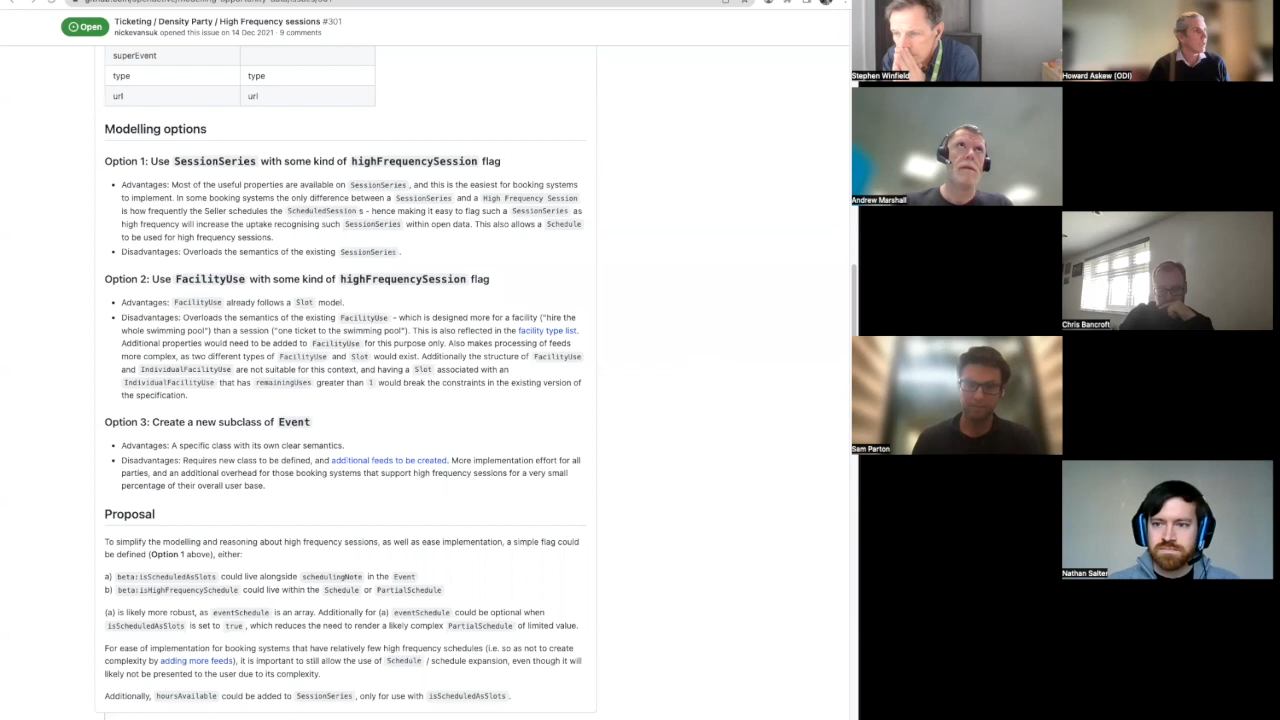 Open
Ticketing / Density Party / High Frequency sessions #301
nickevansuk opened this issue on 14 Dec 2021 · 9 comments
superEvent
type type
url url
Modelling options
Option 1: Use SessionSeries with some kind of highFrequencySession flag
• Advantages: Most of the useful properties are available on SessionSeries, and this is the easiest for booking systems
to implement. In some booking systems the only difference between a SessionSeries and a High Frequency Session
is how frequently the Seller schedules the ScheduledSession s - hence making it easy to flag such a SessionSeries as
high frequency will increase the uptake recognising such SessionSeries within open data. This also allows a Schedule
to be used for high frequency sessions.
• Disadvantages: Overloads the semantics of the existing SessionSeries.
Option 2: Use FacilityUse with some kind of highFrequencySession flag
• Advantages: FacilityUse already follows a Slot model.
• Disadvantages: Overloads the semantics of the existing FacilityUse - which is designed more for a facility ("hire the
whole swimming pool") than a session ("one ticket to the swimming pool"). This is also reflected in the facility type list.
Additional properties would need to be added to FacilityUse for this purpose only. Also makes processing of feeds
more complex, as two different types of FacilityUse and Slot would exist. Additionally the structure of FacilityUse
and IndividualFacilityUse are not suitable for this context, and having a Slot associated with an
IndividualFacilityUse that has remainingUses greater than 1 would break the constraints in the existing version of
the specification.
Option 3: Create a new subclass of Event
• Advantages: A specific class with its own clear semantics.
• Disadvantages: Requires new class to be defined, and additional feeds to be created. More implementation effort for all
parties, and an additional overhead for those booking systems that support high frequency sessions for a very small
percentage of their overall user base.
Proposal
To simplify the modelling and reasoning about high frequency sessions, as well as ease implementation, a simple flag could
be defined (Option 1 above), either:
a) beta:isScheduledAsSlots could live alongside schedulingNote in the Event
b) beta:isHighFrequencySchedule could live within the Schedule or PartialSchedule
(a) is likely more robust, as eventSchedule is an array. Additionally for (a) eventSchedule could be optional when
isScheduledAsSlots is set to true, which reduces the need to render a likely complex PartialSchedule of limited value.
For ease of implementation for booking systems that have relatively few high frequency schedules (i.e. so as not to create
complexity by adding more feeds), it is important to still allow the use of Schedule / schedule expansion, even though it will
likely not be presented to the user due to its complexity.
Additionally, hoursAvailable could be added to SessionSeries, only for use with isScheduledAsSlots.
Stephen Winfield
Howard Askew (ODI)
Andrew Marshall
Chris Bancroft
Sam Parton
Nathan Salter